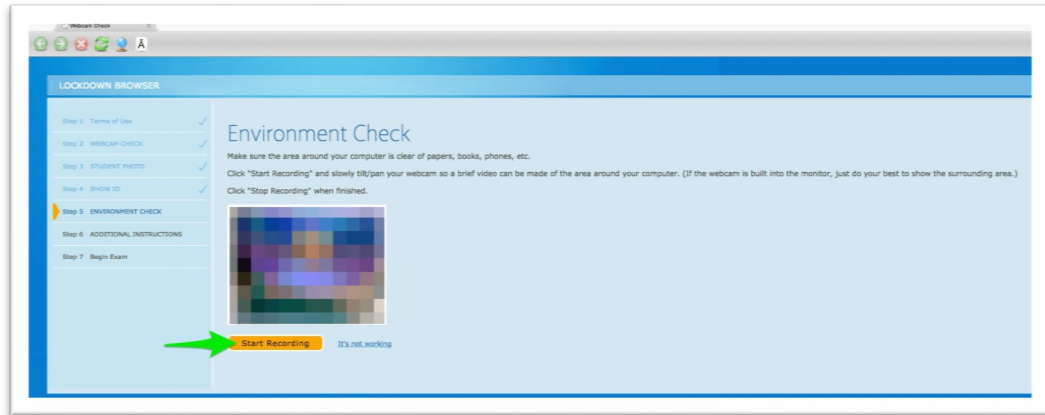 Webcam Check
Ā
LOCKDOWN BROWSER
Step 1 Terms of Use
Step 2 WEBCAM CHECK
Step 3 STUDENT PHOTO
Step 4 SHOW ID
Step 5 ENVIRONMENT CHECK
Step 6 ADDITIONAL INSTRUCTIONS
Step 7 Begin Exam
Environment Check
Make sure the area around your computer is clear of papers, books, phones, etc.
Click "Start Recording" and slowly tilt/pan your webcam so a brief video can be made of the area around your computer. (If the webcam is built into the monitor, just do your best to show the surrounding area.)
Click "Stop Recording" when finished.
Start Recording
It's not working